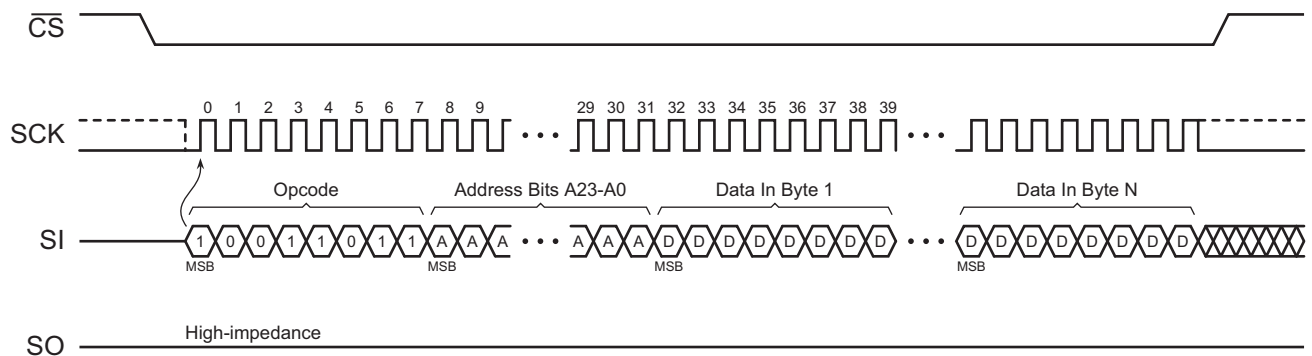 CS
0 1 2 3 4 5 6 7 8 9 29 30 31 32 33 34 35 36 37 38 39
SCK
Opcode Address Bits A23-A0 Data In Byte 1 Data In Byte N
SI 1 0 0 1 1 0 1 1 A A A A A A D D D D D D D D D D D D D D D D
MSB MSB MSB MSB
High-impedance
SO